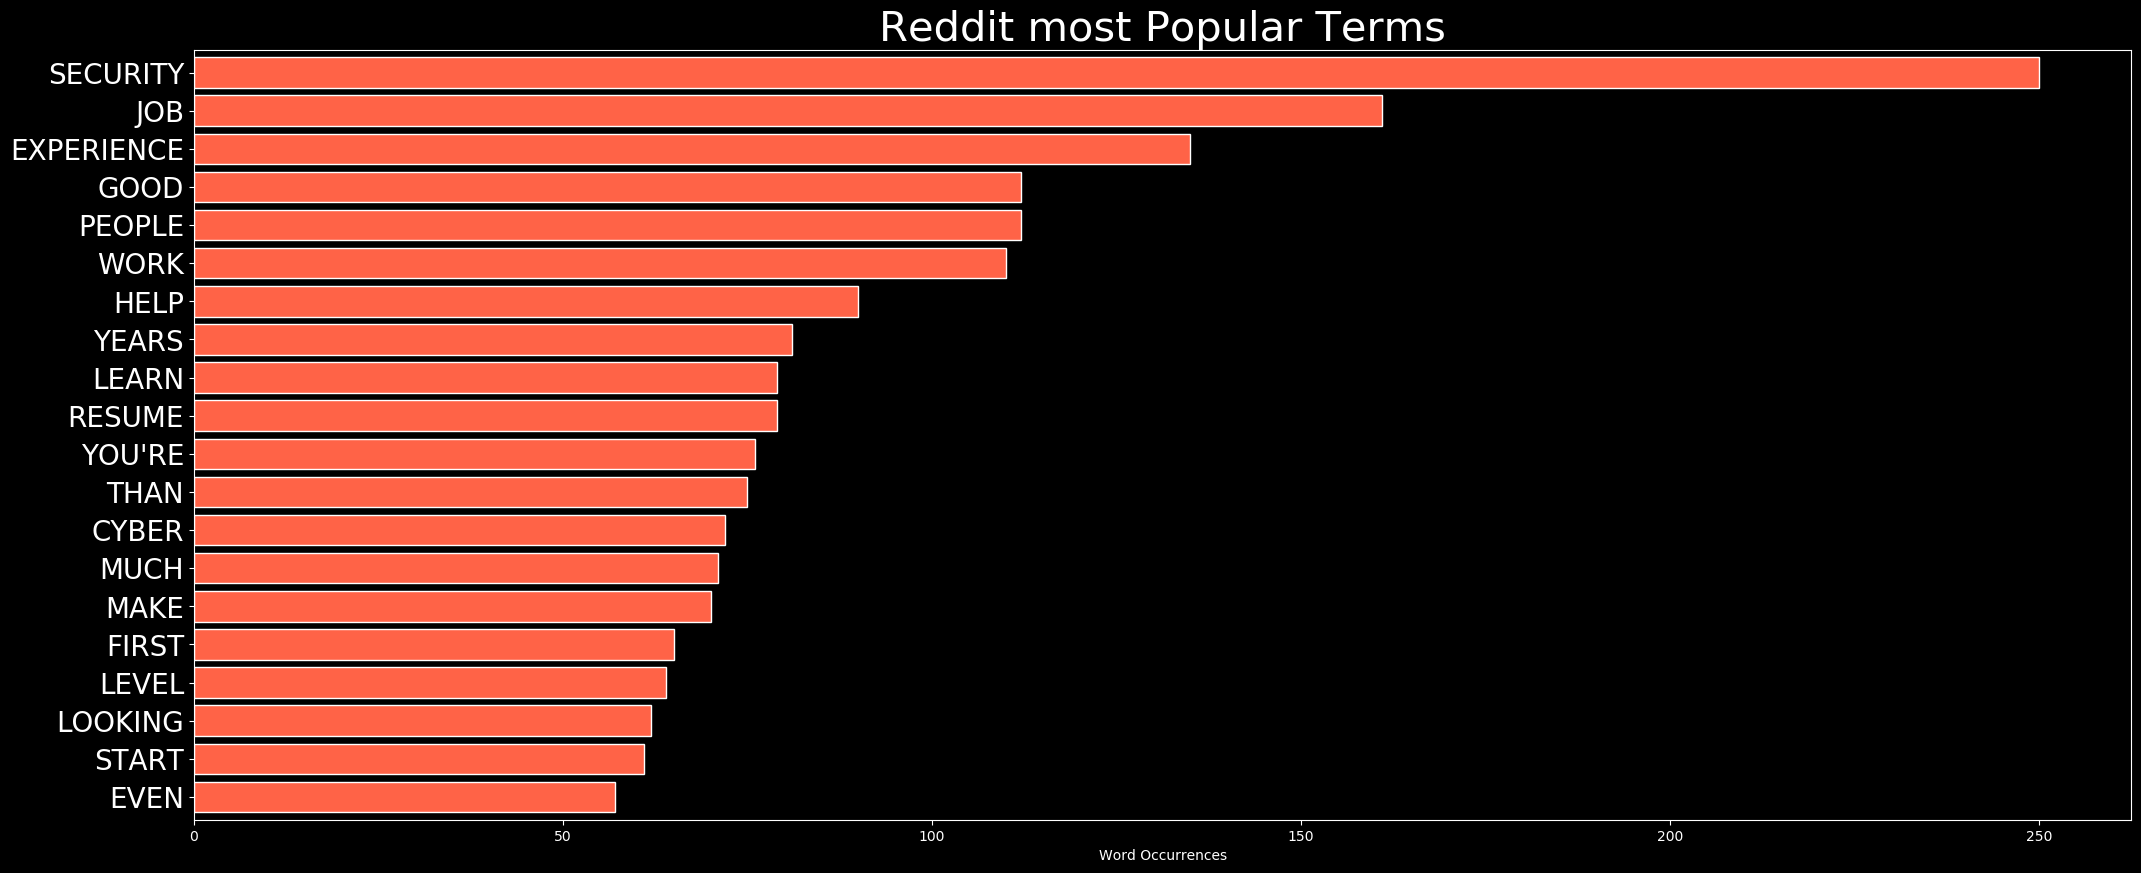 Reddit most Popular Terms
SECURITY
JOB
EXPERIENCE
GOOD
PEOPLE
WORK
HELP
YEARS
LEARN
RESUME
YOU'RE
THAN
CYBER
MUCH
MAKE
FIRST
LEVEL
LOOKING
START
EVEN
0 50 100 150 200 250
Word Occurrences